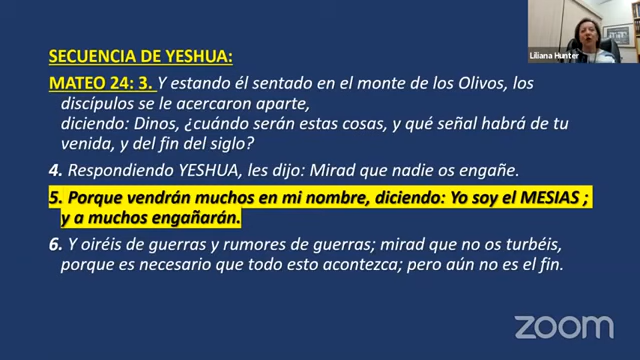 Liliana Hunter
SECUENCIA DE YESHUA:
MATEO 24: 3. Y estando él sentado en el monte de los Olivos, los
discípulos se le acercaron aparte,
diciendo: Dinos, ¿cuándo serán estas cosas, y qué señal habrá de tu
venida, y del fin del siglo?
4. Respondiendo YESHUA, les dijo: Mirad que nadie os engañe.
5. Porque vendrán muchos en mi nombre, diciendo: Yo soy el MESIAS ;
y a muchos engañarán.
6. Y oiréis de guerras y rumores de guerras; mirad que no os turbéis,
porque es necesario que todo esto acontezca; pero aún no es el fin.
zoom